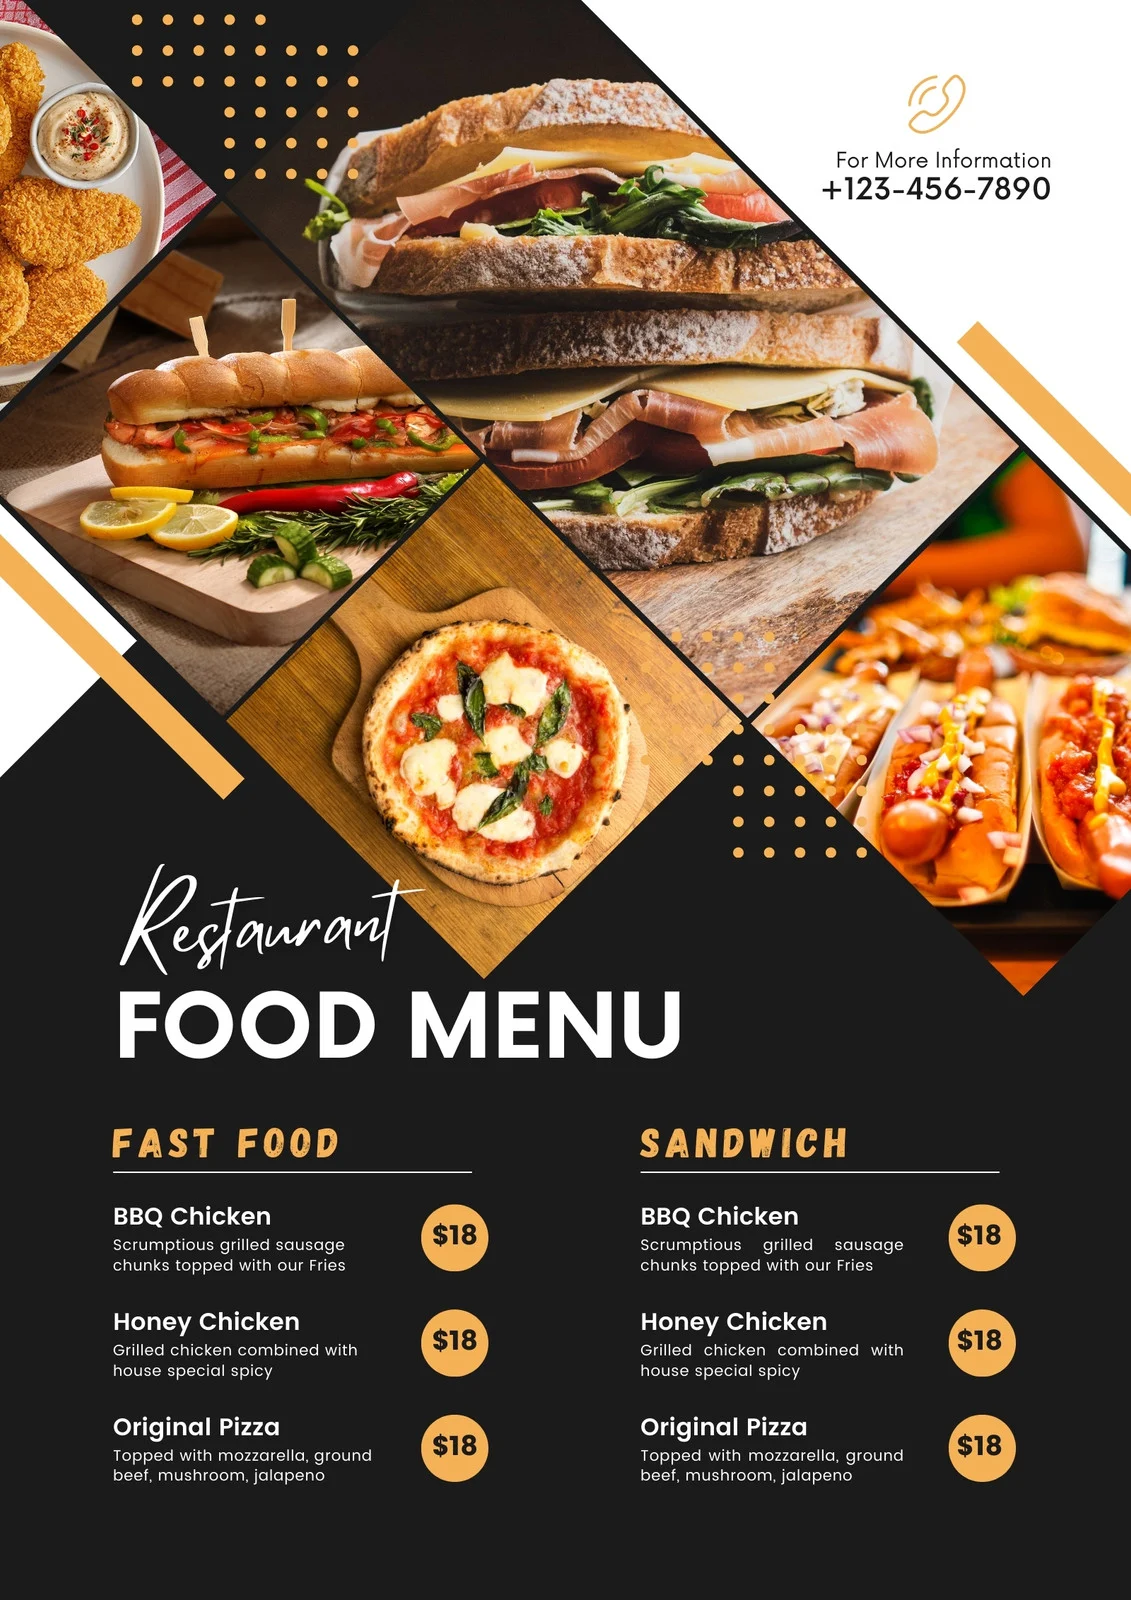 For More Information
+123-456-7890
Restaurant
FOOD MENU
FAST FOOD
BBQ Chicken
Scrumptious grilled sausage
chunks topped with our Fries
$18
Honey Chicken
Grilled chicken combined with
house special spicy
$18
Original Pizza
Topped with mozzarella, ground
beef, mushroom, jalapeno
$18
SANDWICH
BBQ Chicken
Scrumptious grilled sausage
chunks topped with our Fries
$18
Honey Chicken
Grilled chicken combined with
house special spicy
$18
Original Pizza
Topped with mozzarella, ground
beef, mushroom, jalapeno
$18